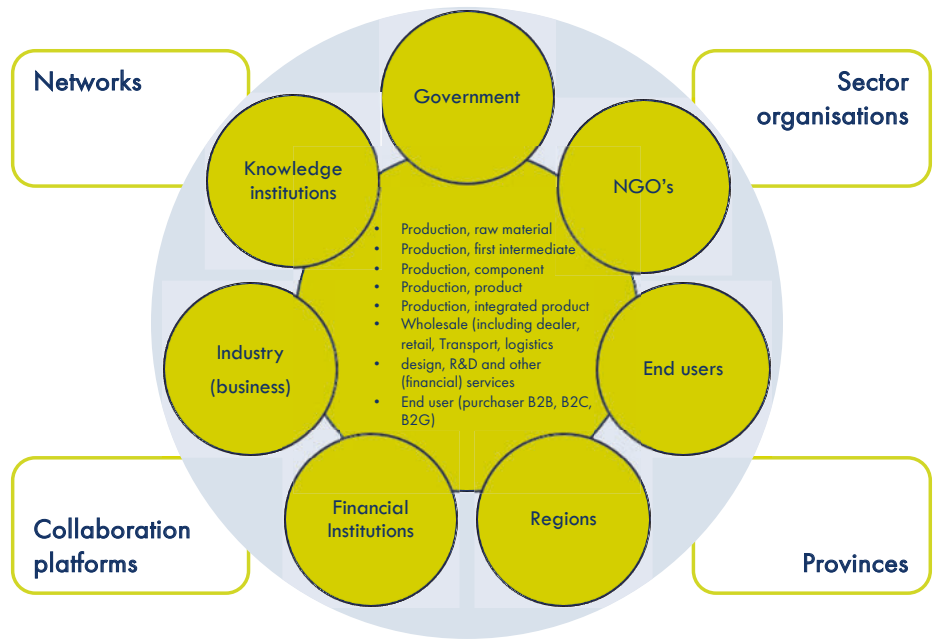 Networks
Sector
organisations
Government
Knowledge
institutions
NGO's
• Production, raw material
• Production, first intermediate
• Production, component
• Production, product
• Production, integrated product
• Wholesale (including dealer,
retail, Transport, logistics
• design, R&D and other
(financial) services
• End user (purchaser B2B, B2C,
B2G)
Industry
(business)
End users
Financial
Institutions
Regions
Collaboration
platforms
Provinces